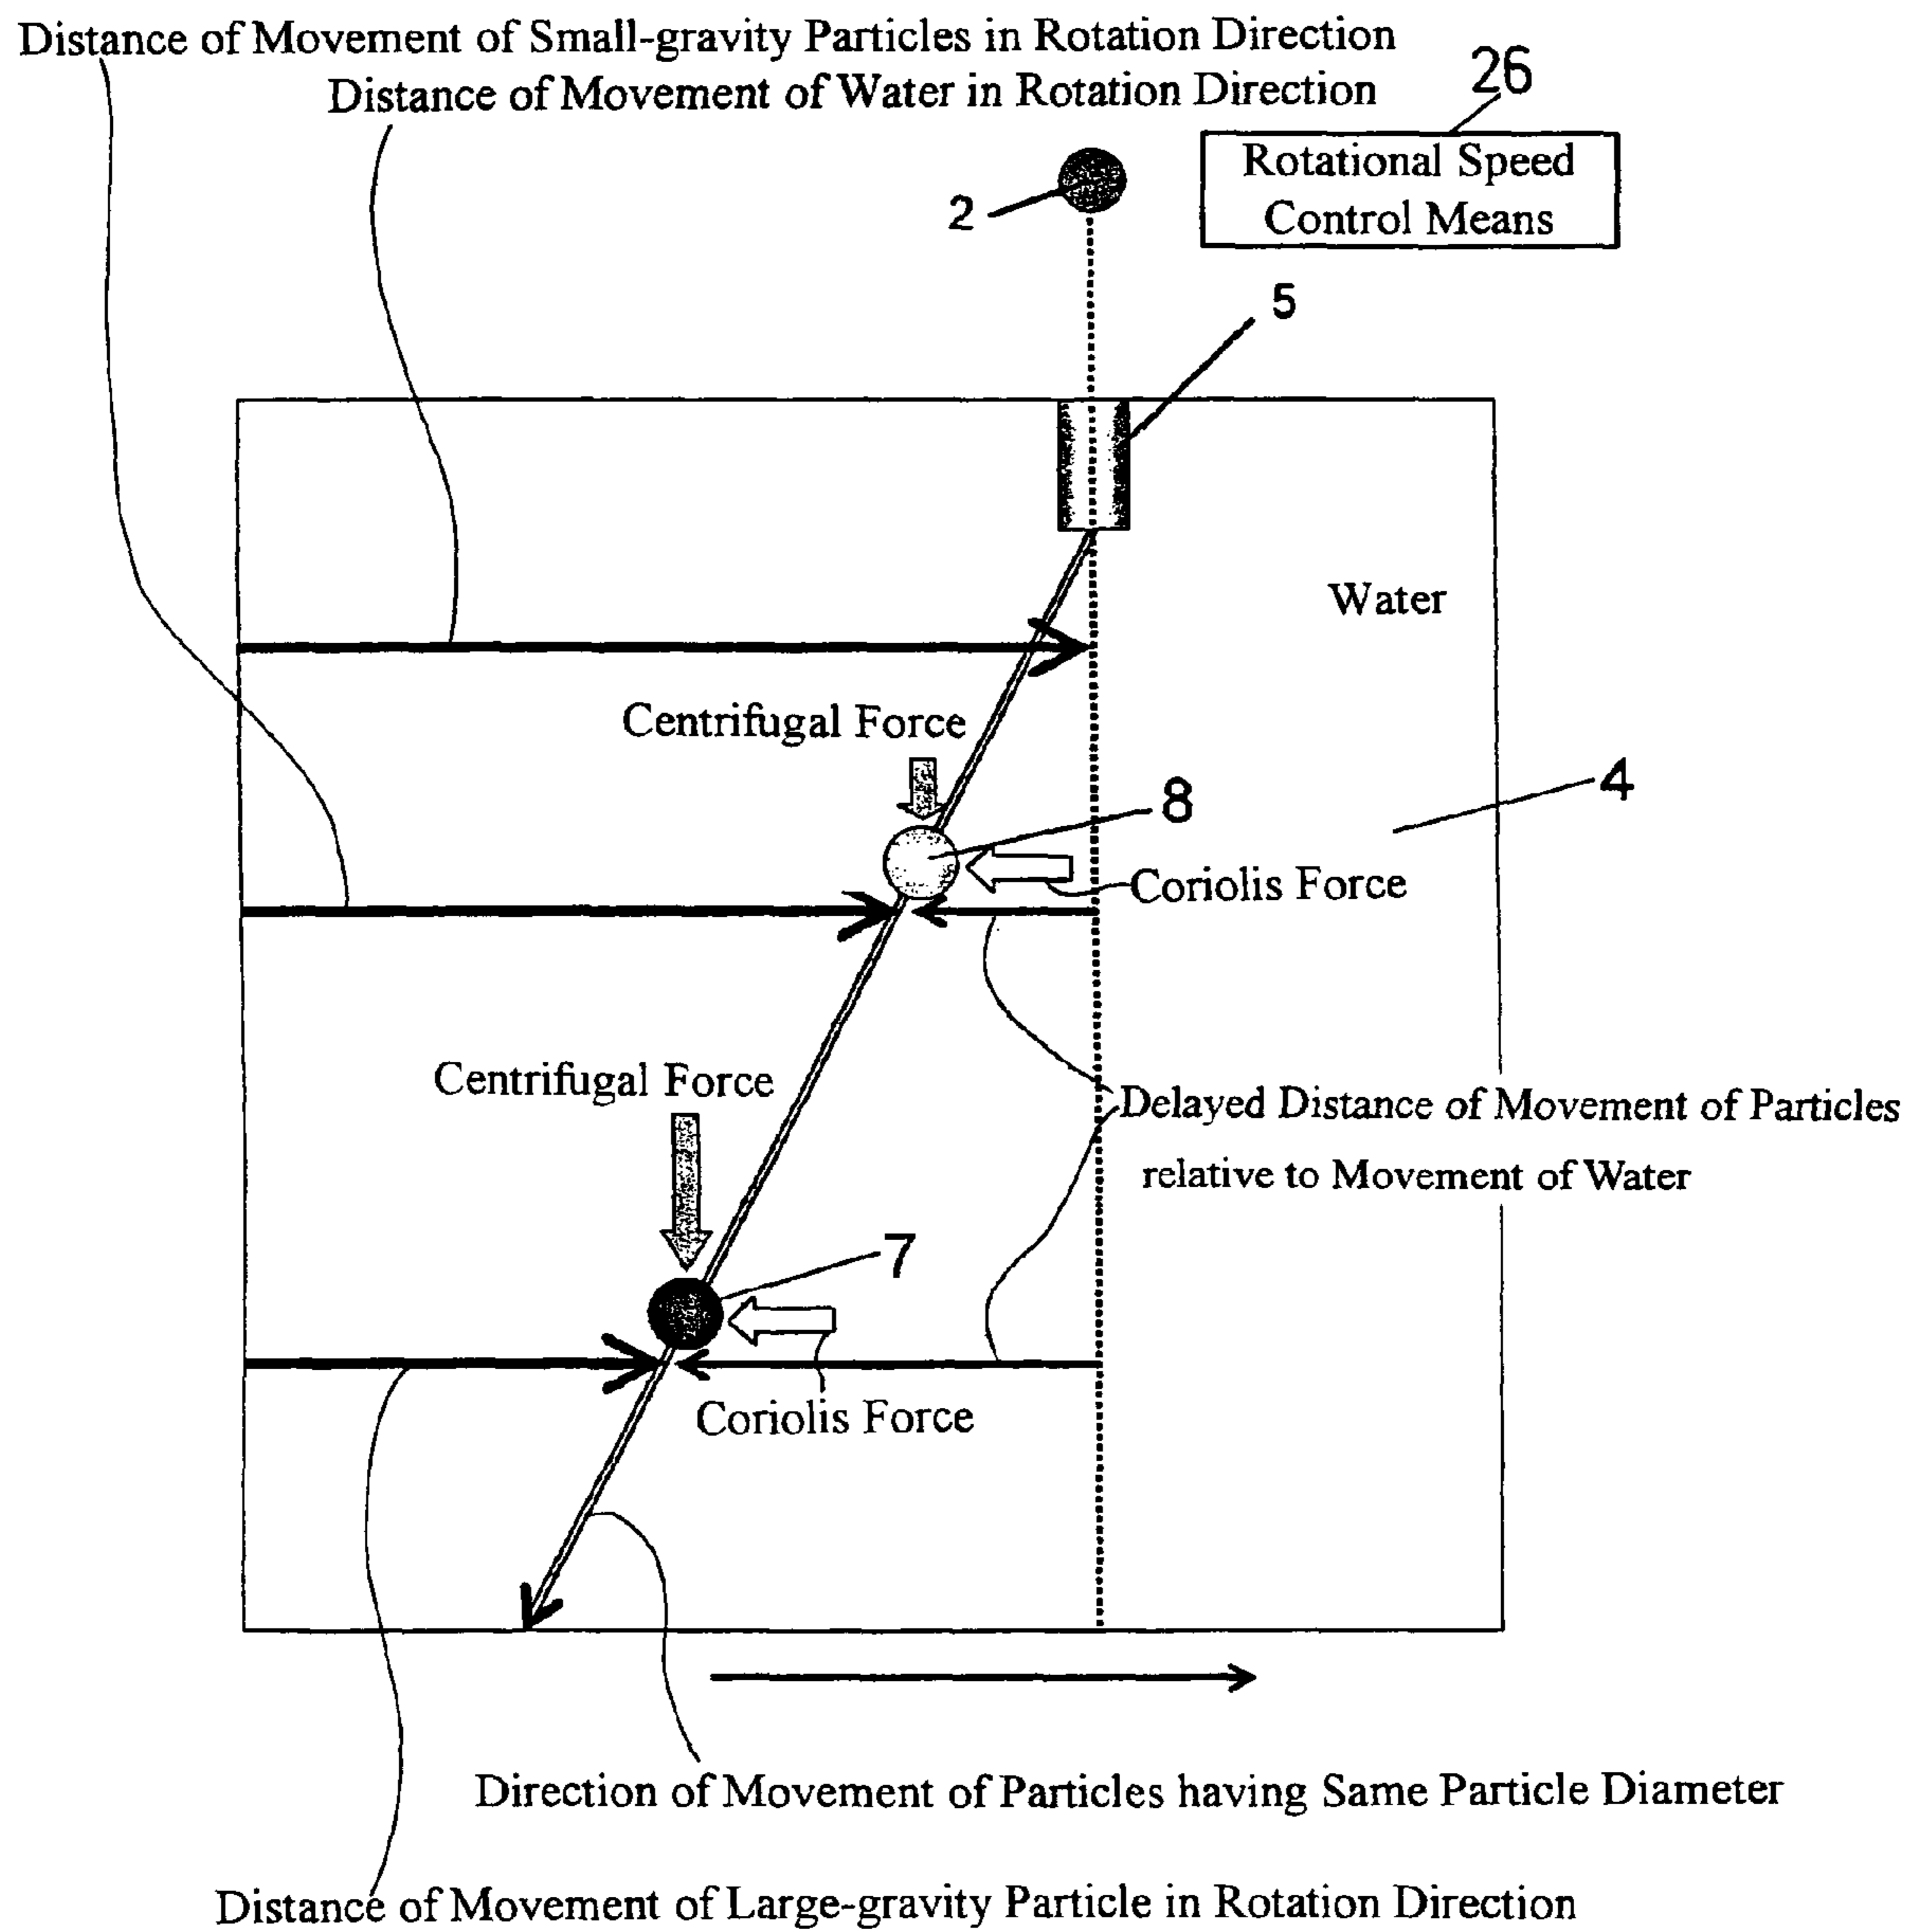 Distance of Movement of Small-gravity Particles in Rotation Direction
Distance of Movement of Water in Rotation Direction
26
Rotational Speed
Control Means
2
5
Water
Centrifugal Force
8
4
Coriolis Force
Centrifugal Force
Delayed Distance of Movement of Particles
relative to Movement of Water
7
Coriolis Force
Direction of Movement of Particles having Same Particle Diameter
Distance of Movement of Large-gravity Particle in Rotation Direction